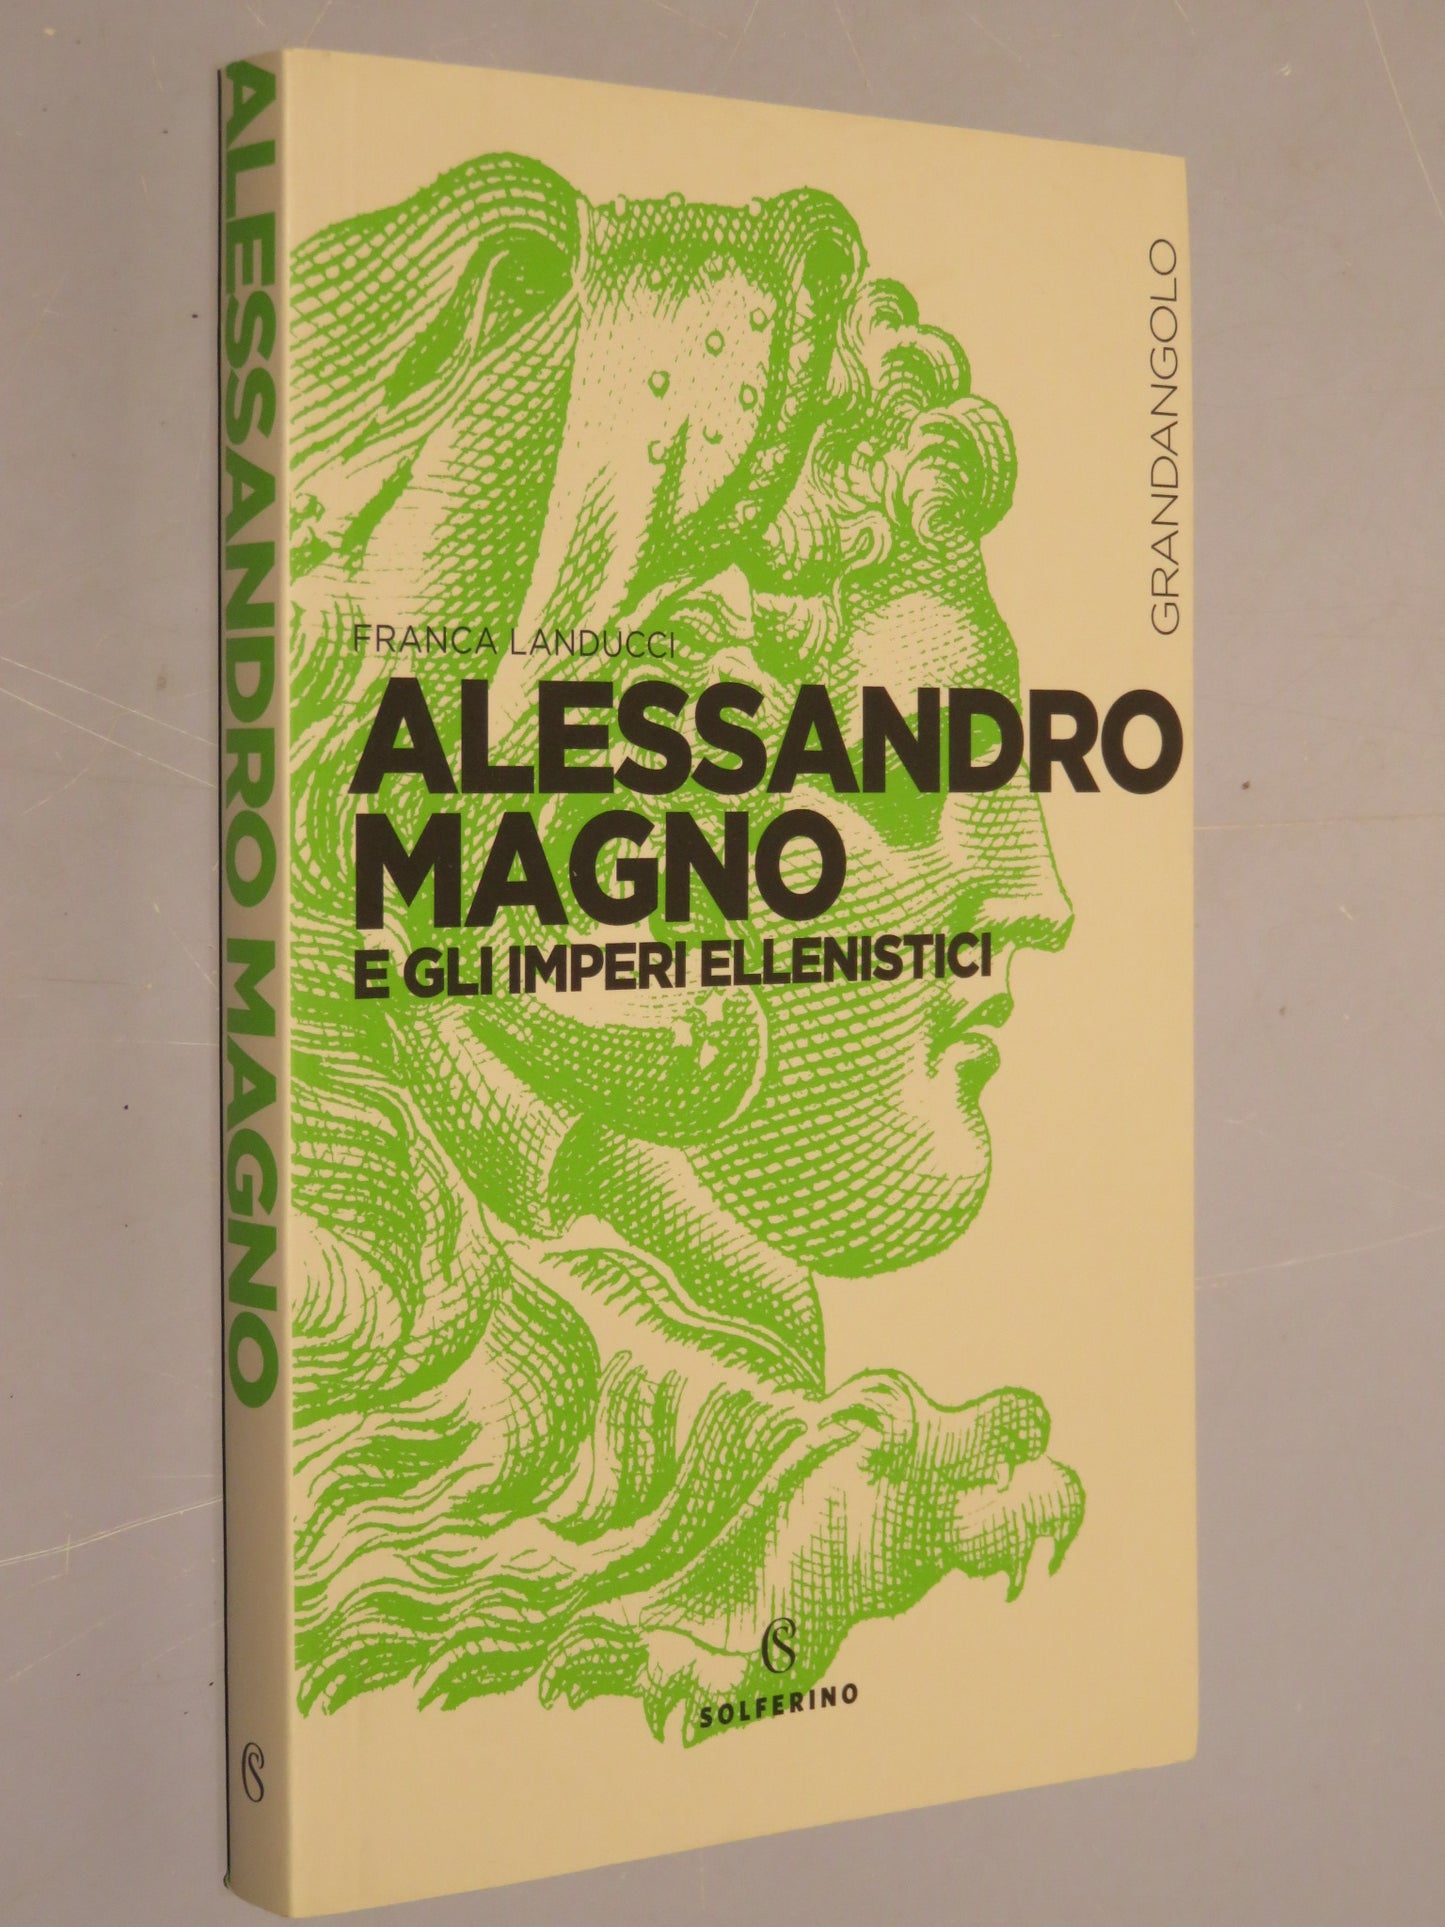 ALESSANDRO MAGNO
GRANDANGOLO
FRANCA LANDUCCI
ALESSANDRO
MAGNO
E GLI IMPERI ELLENISTICI
SOLFERINO